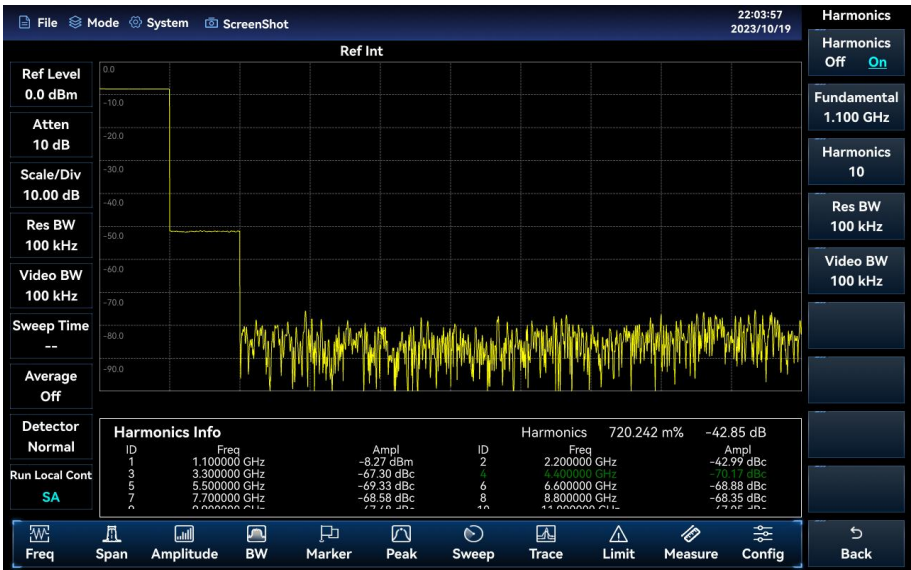 File Mode System ScreenShot
22:03:57
2023/10/19
Ref Int
Ref Level
0.0 dBm
Atten
10 dB
Scale/Div
10.00 dB
Res BW
100 kHz
Video BW
100 kHz
Sweep Time
--
Average
Off
Detector
Normal
Run Local Cont
SA
0.0
-10.0
-20.0
-30.0
-40.0
-50.0
-60.0
-70.0
-80.0
-90.0
Harmonics Info Harmonics 720.242 m% -42.85 dB
ID Freq Ampl ID Freq Ampl
1 1.100000 GHz -8.27 dBm 2 2.200000 GHz -42.99 dBc
3 3.300000 GHz -67.30 dBc 4 4.400000 GHz -70.17 dBc
5 5.500000 GHz -69.33 dBc 6 6.600000 GHz -68.88 dBc
7 7.700000 GHz -68.58 dBc 8 8.800000 GHz -68.35 dBc
Harmonics
Harmonics
Off On
Fundamental
1.100 GHz
Harmonics
10
Res BW
100 kHz
Video BW
100 kHz
Freq Span Amplitude BW Marker Peak Sweep Trace Limit Measure Config Back